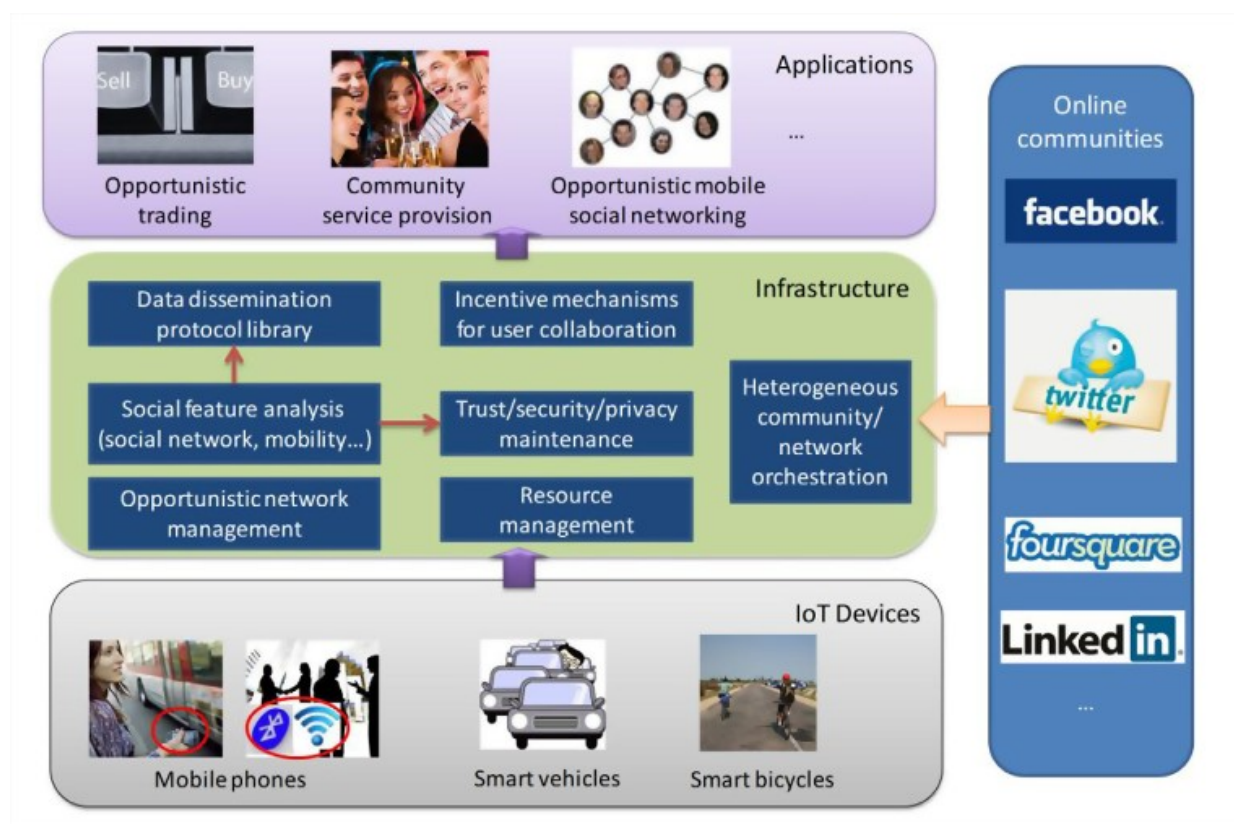 Sell
Buy
Applications
...
Opportunistic
trading
Community
service provision
Opportunistic mobile
social networking
Infrastructure
Data dissemination
protocol library
Incentive mechanisms
for user collaboration
Social feature analysis
(social network, mobility...)
Trust/security/privacy
maintenance
Heterogeneous
community/
network
orchestration
Opportunistic network
management
Resource
management
IoT Devices
Mobile phones
Smart vehicles
Smart bicycles
Online
communities
facebook
twitter
foursquare
Linked in
...